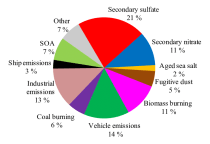 Secondary sulfate
21 %
Other
7 %
Secondary nitrate
11 %
SOA
7 %
Aged sea salt
2 %
Ship emissions
3 %
Fugitive dust
5 %
Industrial
emissions
13 %
Biomass burning
11 %
Coal burning
6 %
Vehicle emissions
14 %